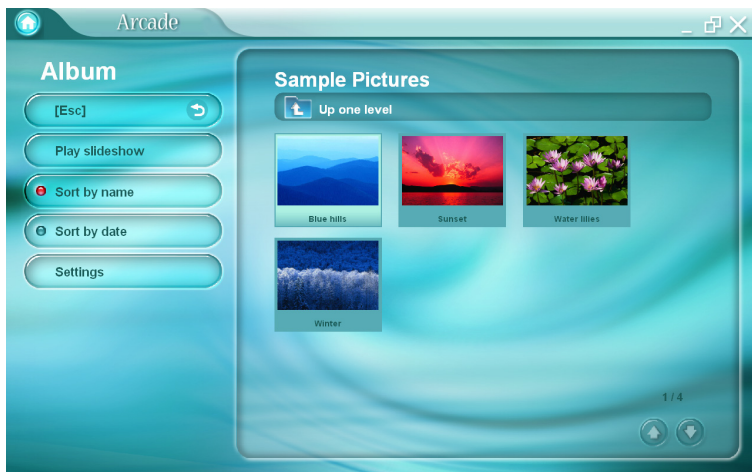 Arcade
Album
[Esc]
Play slideshow
Sort by name
Sort by date
Settings
Sample Pictures
Up one level
Blue hills
Sunset
Water lilies
Winter
1 / 4